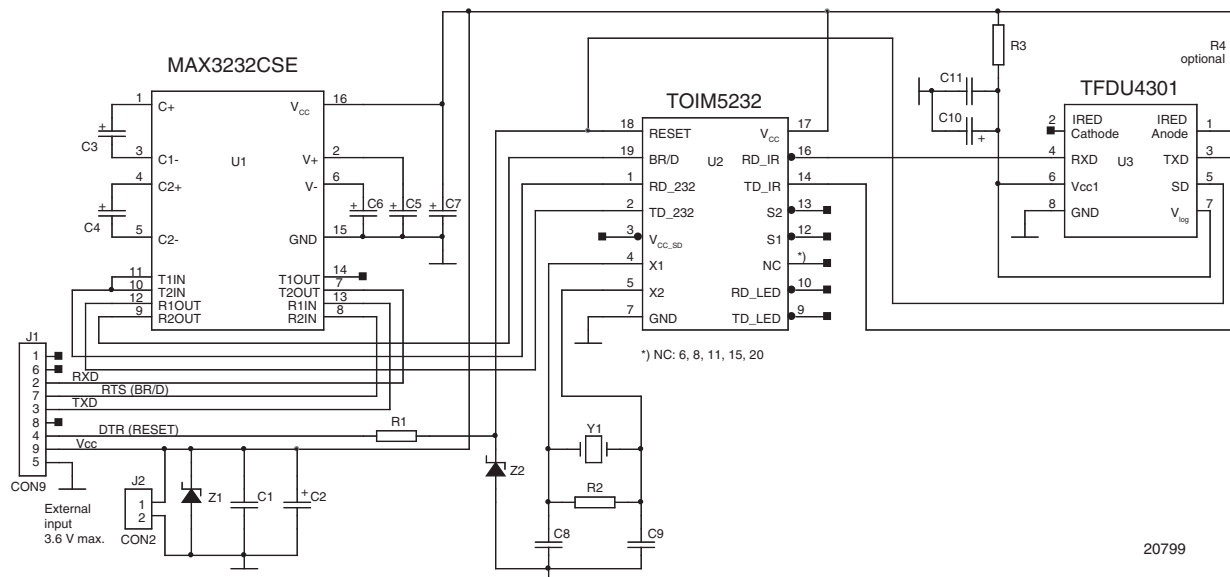 MAX3232CSE
1 C+ VCC 16
C3
3 C1- U1 V+ 2
4 C2+ V- 6
C4 C6 C5 C7
5 C2- GND 15
11 T1IN T1OUT 14
10 T2IN T2OUT 7
12 R1OUT R1IN 13
9 R2OUT R2IN 8
+ + + + +
TOIM5232
18 RESET VCC 17
19 BR/D U2 RD_IR 16
1 RD_232 TD_IR 14
2 TD_232 S2 13
3 VCC_SD S1 12
4 X1 NC *)
5 X2 RD_LED 10
7 GND TD_LED 9
*) NC: 6, 8, 11, 15, 20
R3
R4
optional
C11
C10
+
TFDU4301
2 IRED Cathode IRED Anode 1
4 RXD U3 TXD 3
6 Vcc1 SD 5
8 GND Vlog 7
J1
1
6
2 RXD
7 RTS (BR/D)
3 TXD
8
4 DTR (RESET) R1
9 Vcc
5
CON9
External
input
3.6 V max.
J2
1
2
CON2
Z1
C1
+ C2
Z2
Y1
R2
C8
C9
20799